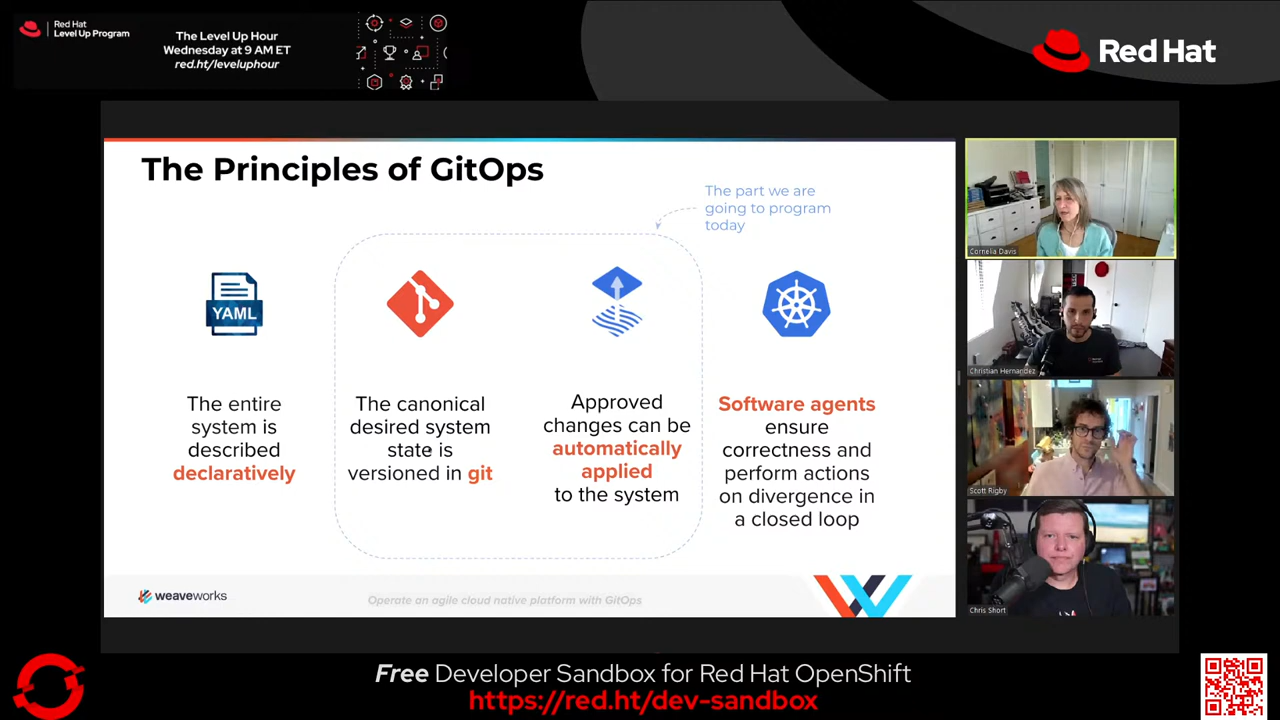 Red Hat
Level Up Program
The Level Up Hour
Wednesday at 9 AM ET
red.ht/leveluphour
Red Hat
The Principles of GitOps
The part we are
going to program
today
YAML
The entire
system is
described
declaratively
The canonical
desired system
state is
versioned in git
Approved
changes can be
automatically
applied
to the system
Software agents
ensure
correctness and
perform actions
on divergence in
a closed loop
weaveworks
Operate an agile cloud native platform with GitOps
Cornelia Davis
Christian Hernandez
Scott Rigby
Chris Short
Free Developer Sandbox for Red Hat OpenShift
https://red.ht/dev-sandbox